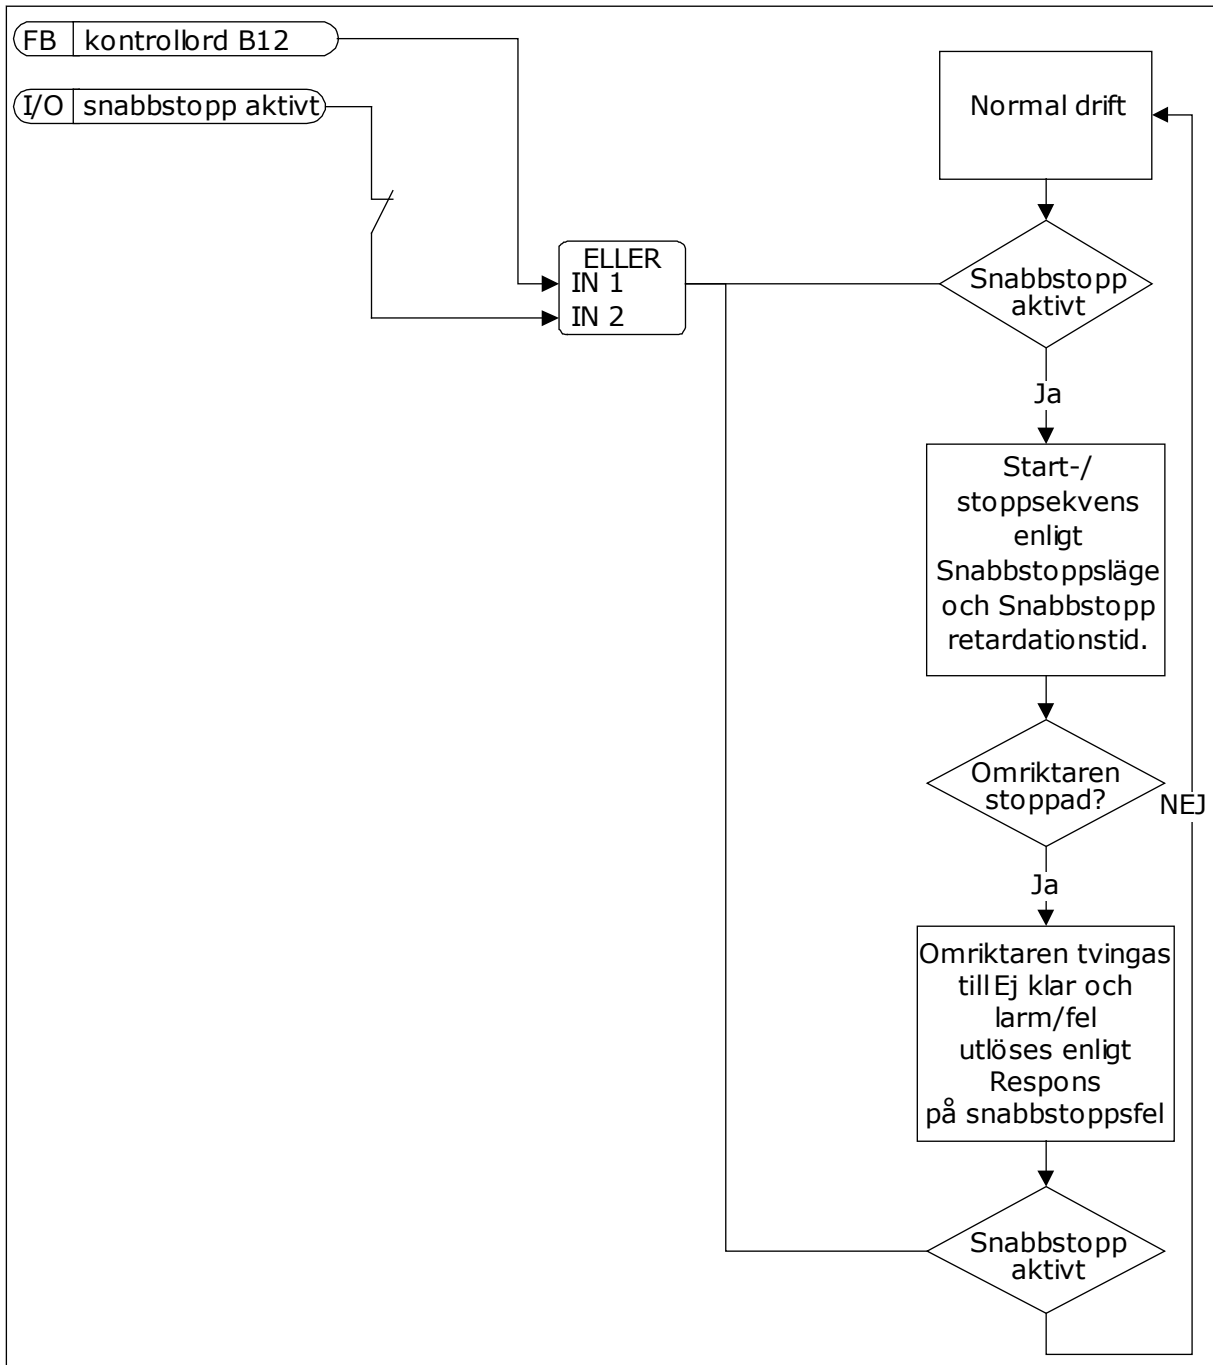 FB kontrollord B12
I/O snabbstopp aktivt
ELLER
IN 1
IN 2
Normal drift
Snabbstopp
aktivt
Ja
Start-/
stoppsekvens
enligt
Snabbstoppsläge
och Snabbstopp
retardationstid.
Omriktaren
stoppad?
NEJ
Ja
Omriktaren tvingas
till Ej klar och
larm/fel
utlöses enligt
Respons
på snabbstoppsfel
Snabbstopp
aktivt